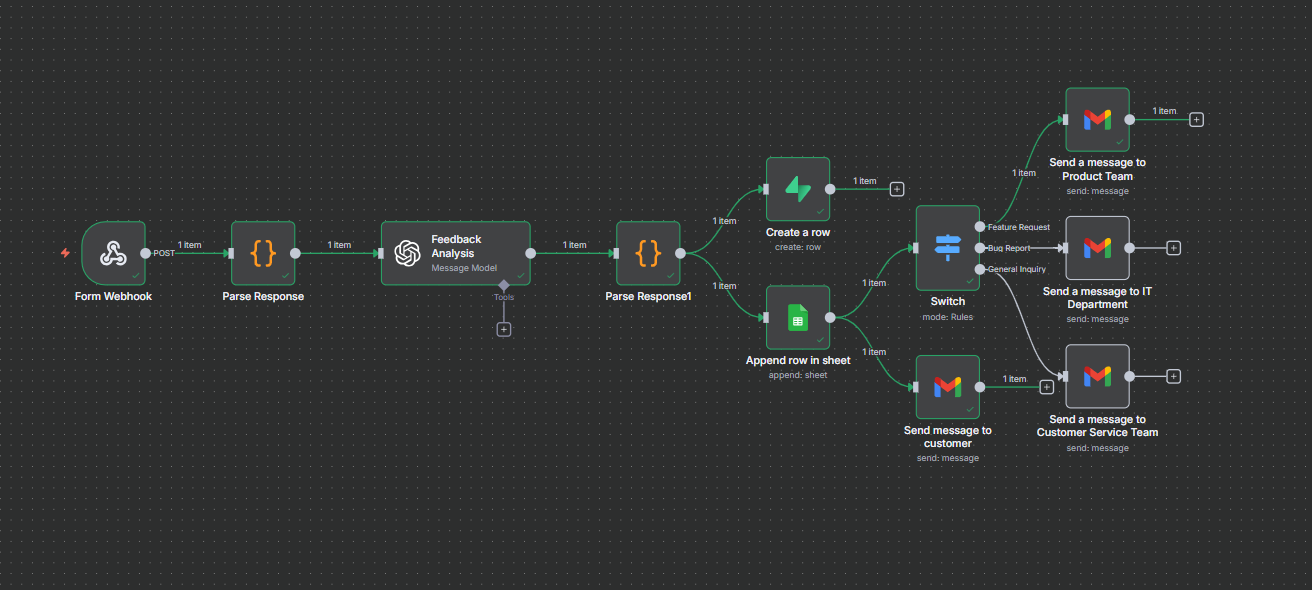 POST
1 item
Form Webhook
{}
Parse Response
1 item
Feedback
Analysis
Message Model
Tools
1 item
{}
Parse Response1
1 item
1 item
Create a row
create: row
1 item
Append row in sheet
append: sheet
1 item
1 item
Switch
mode: Rules
Feature Request
Bug Report
General Inquiry
Send message to
customer
send: message
1 item
1 item
Send a message to
Product Team
send: message
1 item
Send a message to IT
Department
send: message
Send a message to
Customer Service Team
send: message